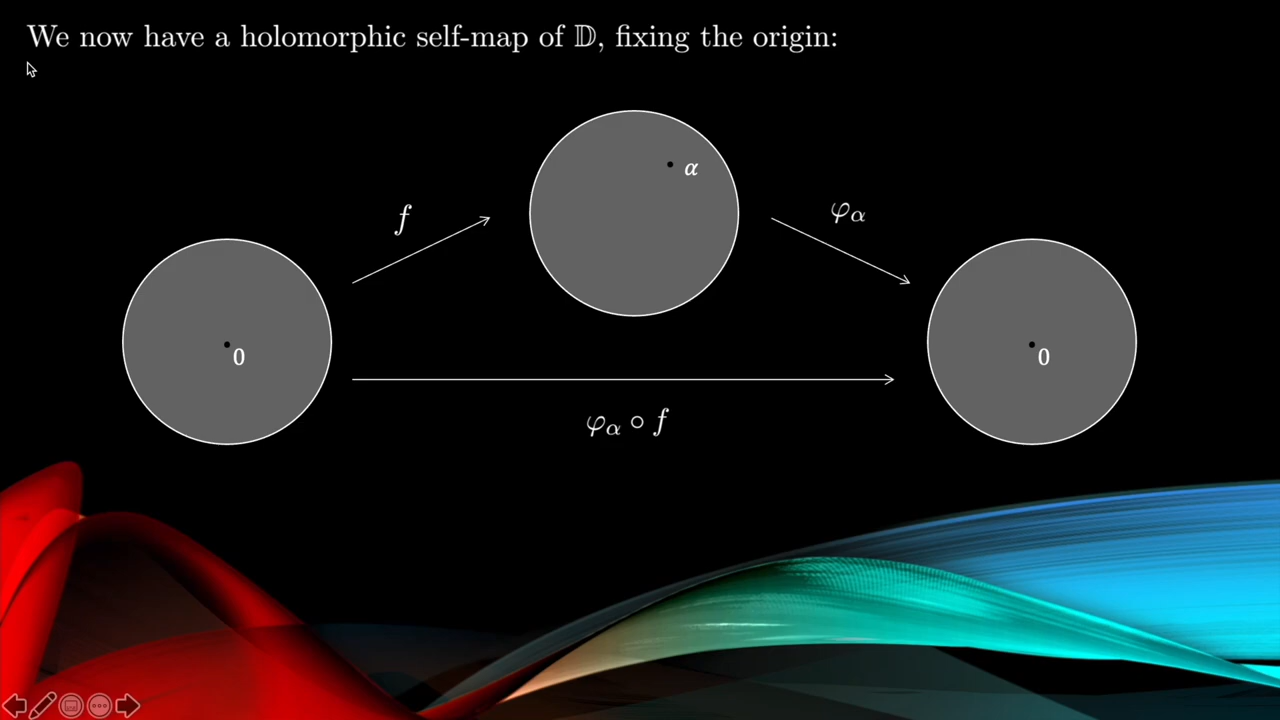 We now have a holomorphic self-map of 𝔻, fixing the origin:
α
f
φ_α
0
0
φ_α ∘ f